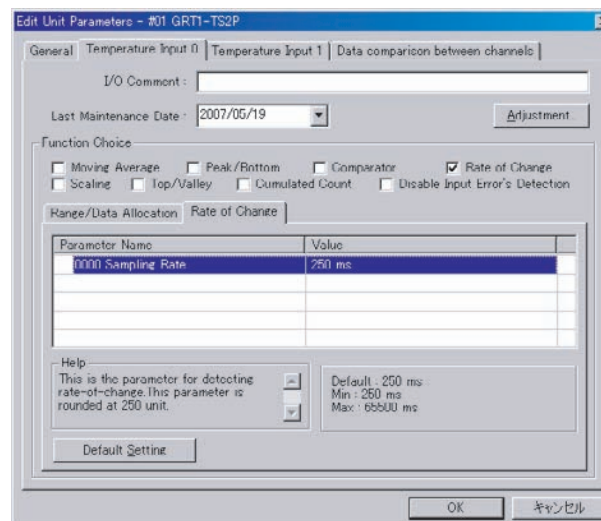 Edit Unit Parameters - #01 GRT1-TS2P
General Temperature Input 0 Temperature Input 1 Data comparison between channels
I/O Comment :
Last Maintenance Date : 2007/05/19 Adjustment
Function Choice
Moving Average Peak/Bottom Comparator Rate of Change
Scaling Top/Valley Cumulated Count Disable Input Error's Detection
Range/Data Allocation Rate of Change
Parameter Name Value
0000 Sampling Rate 250 ms
Help
This is the parameter for detecting
rate-of-change.This parameter is
rounded at 250 unit.
Default : 250 ms
Min : 250 ms
Max : 65500 ms
Default Setting
OK キャンセル